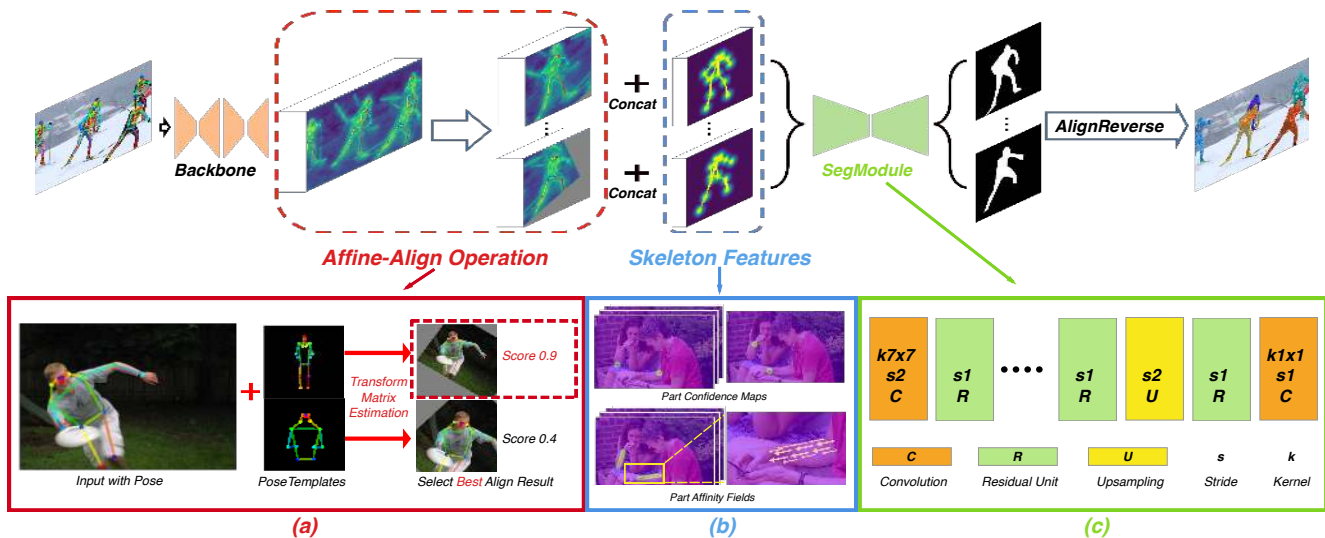 Backbone
Concat
Concat
SegModule
AlignReverse
Affine-Align Operation
Skeleton Features
Input with Pose
Pose Templates
Transform
Matrix
Estimation
Score 0.9
Score 0.4
Select Best Align Result
(a)
Part Confidence Maps
Part Affinity Fields
(b)
k7x7
s2
C
s1
R
s1
R
s2
U
s1
R
k1x1
s1
C
C
R
U
s
k
Convolution
Residual Unit
Upsampling
Stride
Kernel
(c)